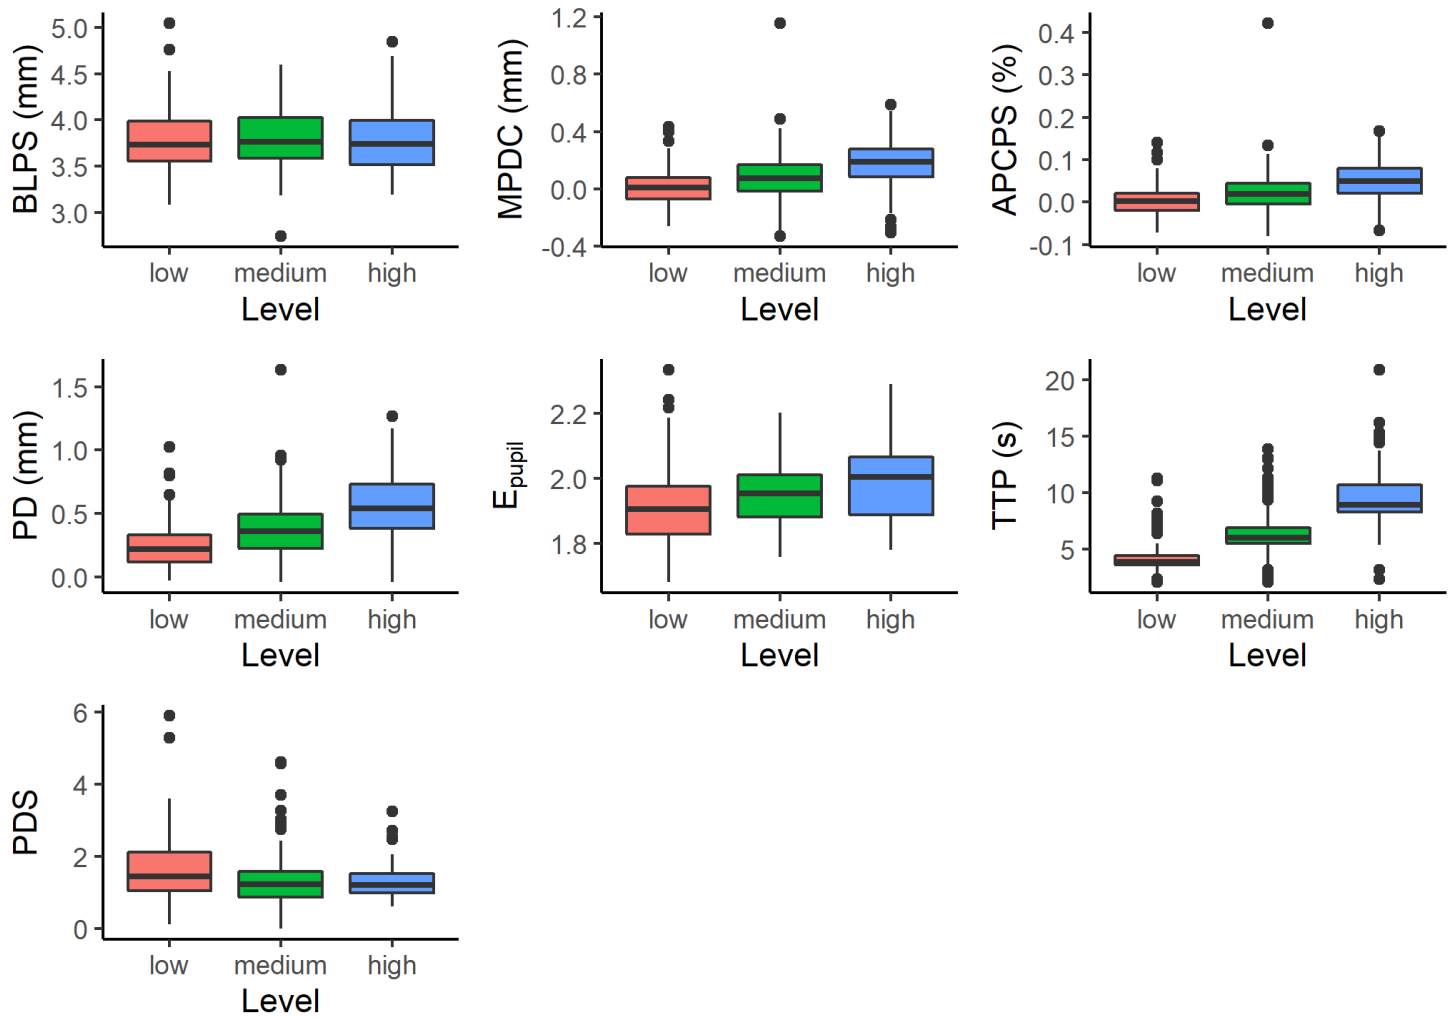 BLPS (mm)
5.0
4.5
4.0
3.5
3.0
low medium high
Level
MPDC (mm)
1.2
0.8
0.4
0.0
-0.4
low medium high
Level
APCPS (%)
0.4
0.3
0.2
0.1
0.0
-0.1
low medium high
Level
PD (mm)
1.5
1.0
0.5
0.0
low medium high
Level
Epupil
2.2
2.0
1.8
low medium high
Level
TTP (s)
20
15
10
5
low medium high
Level
PDS
6
4
2
0
low medium high
Level